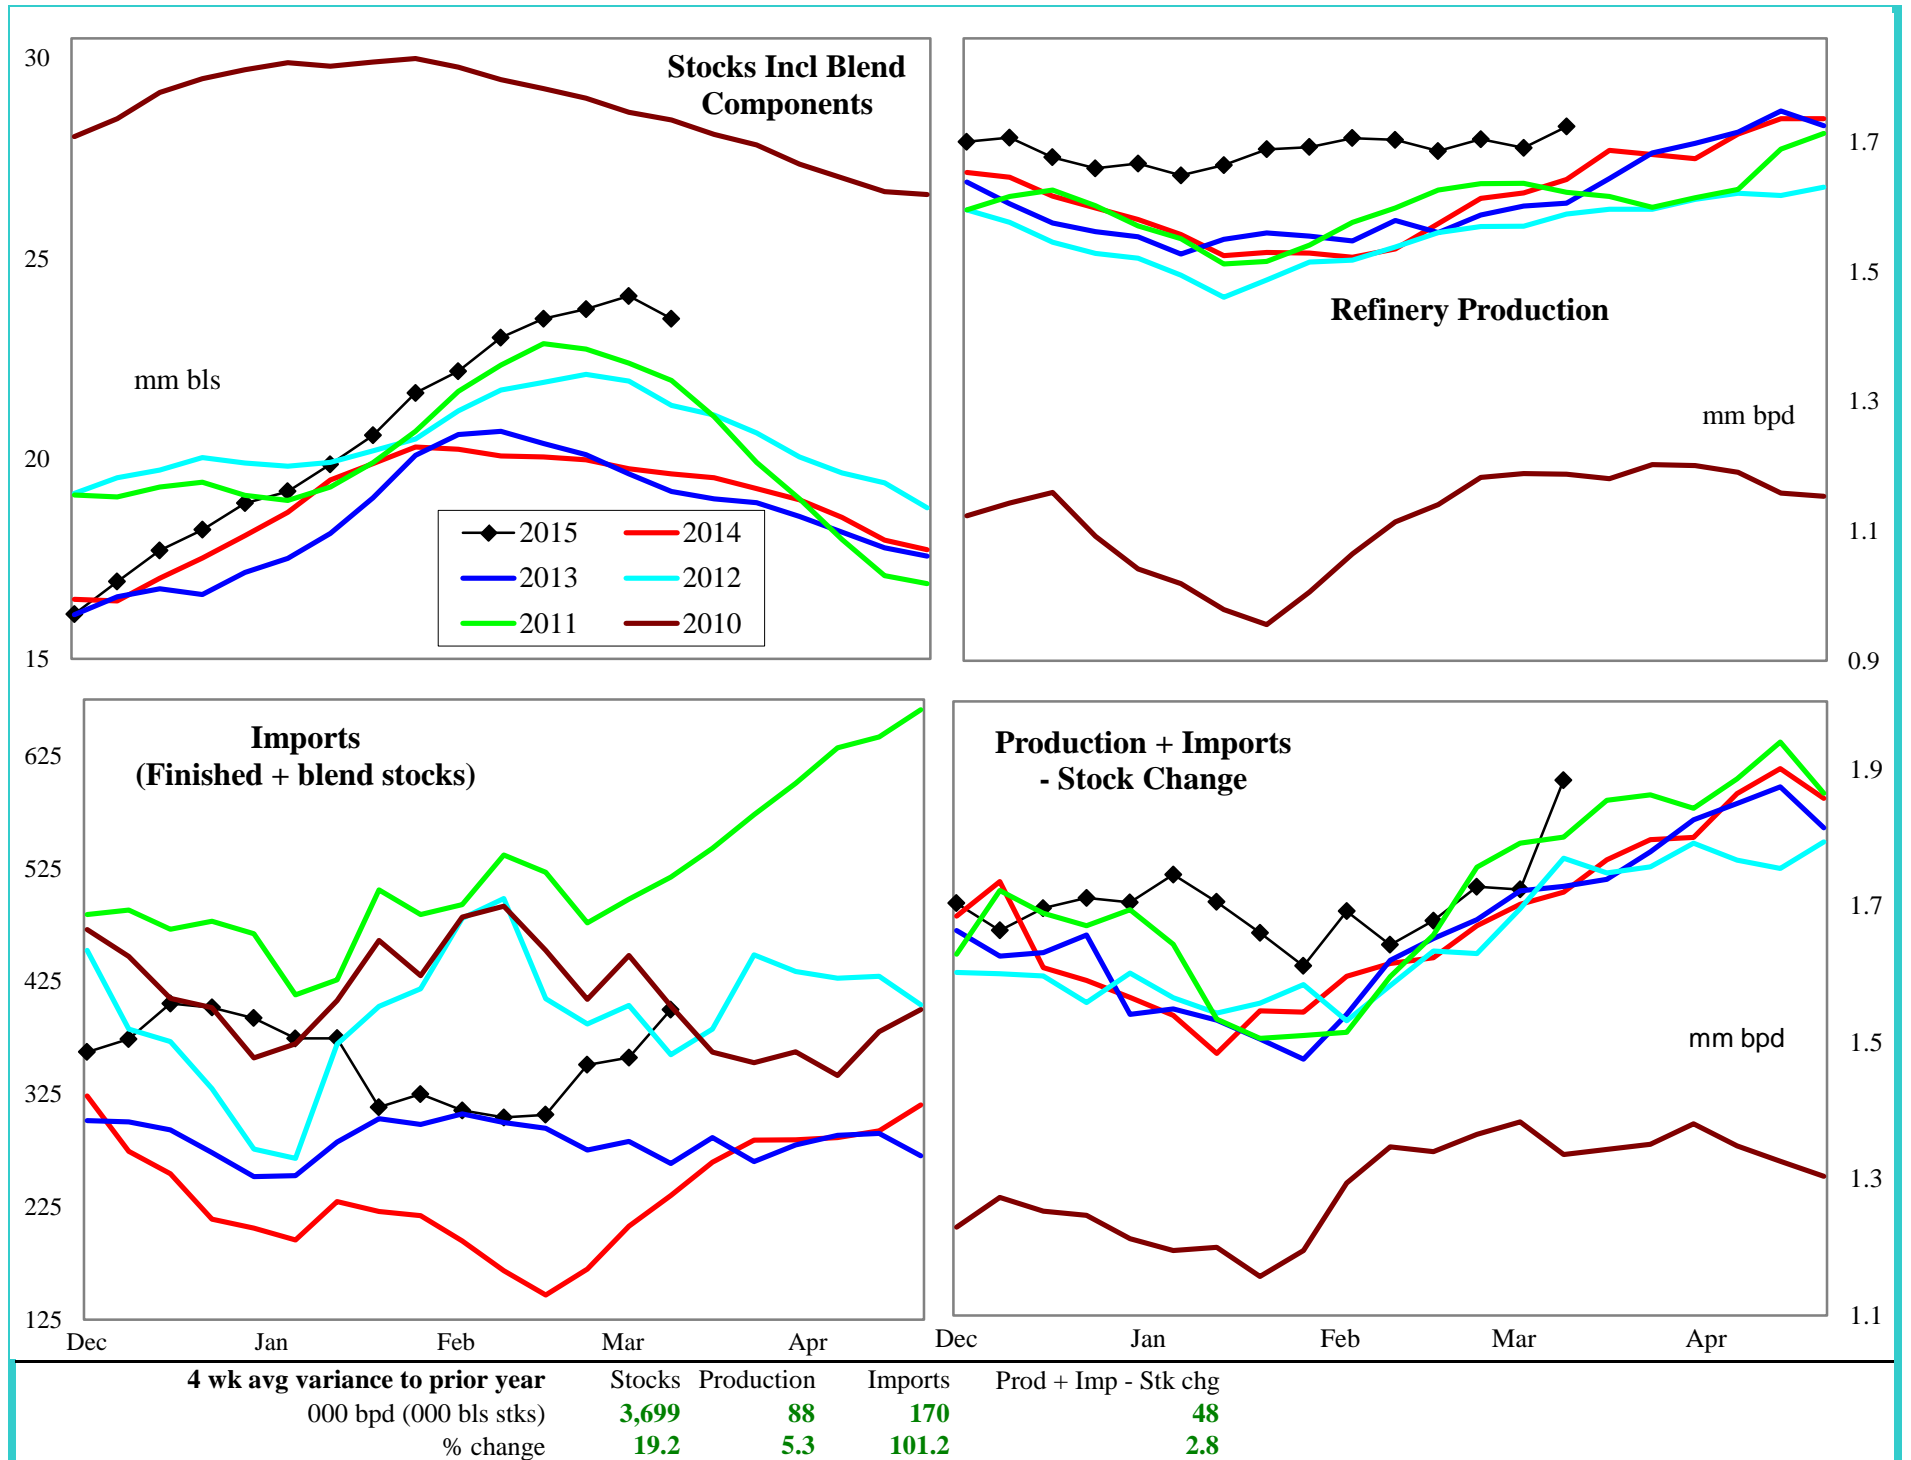 Stocks Incl Blend
Components
30
25
20
15
mm bls
2015
2014
2013
2012
2011
2010
Refinery Production
mm bpd
1.7
1.5
1.3
1.1
0.9
Imports
(Finished + blend stocks)
625
525
425
325
225
125
Dec Jan Feb Mar Apr
Production + Imports
- Stock Change
mm bpd
1.9
1.7
1.5
1.3
1.1
Dec Jan Feb Mar Apr
4 wk avg variance to prior year Stocks Production Imports Prod + Imp - Stk chg
000 bpd (000 bls stks) 3,699 88 170 48
% change 19.2 5.3 101.2 2.8